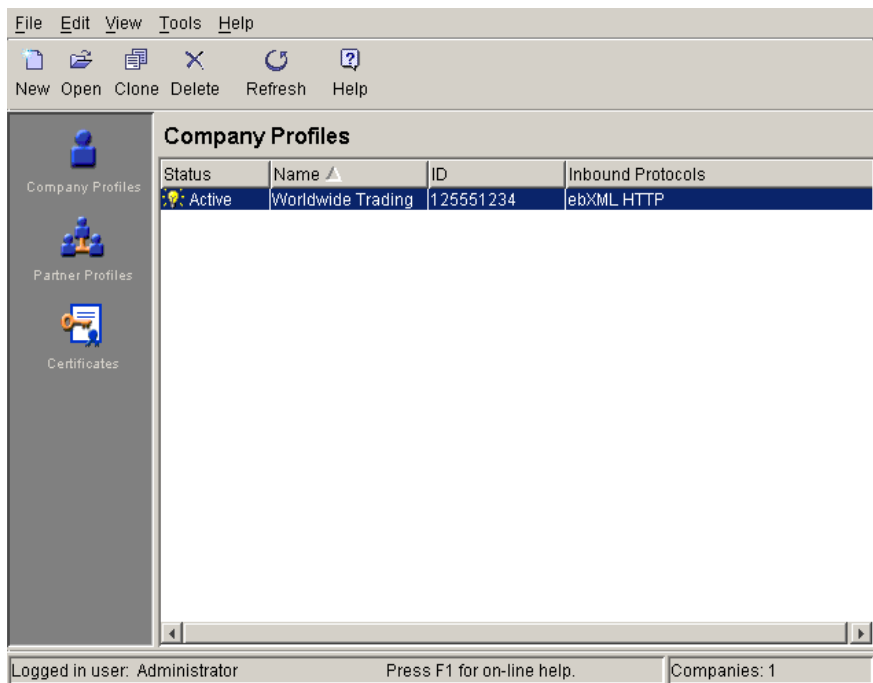 File Edit View Tools Help
New Open Clone Delete Refresh Help
Company Profiles
Partner Profiles
Certificates
Company Profiles
Status Name ID Inbound Protocols
Active Worldwide Trading 125551234 ebXML HTTP
Logged in user: Administrator Press F1 for on-line help. Companies: 1